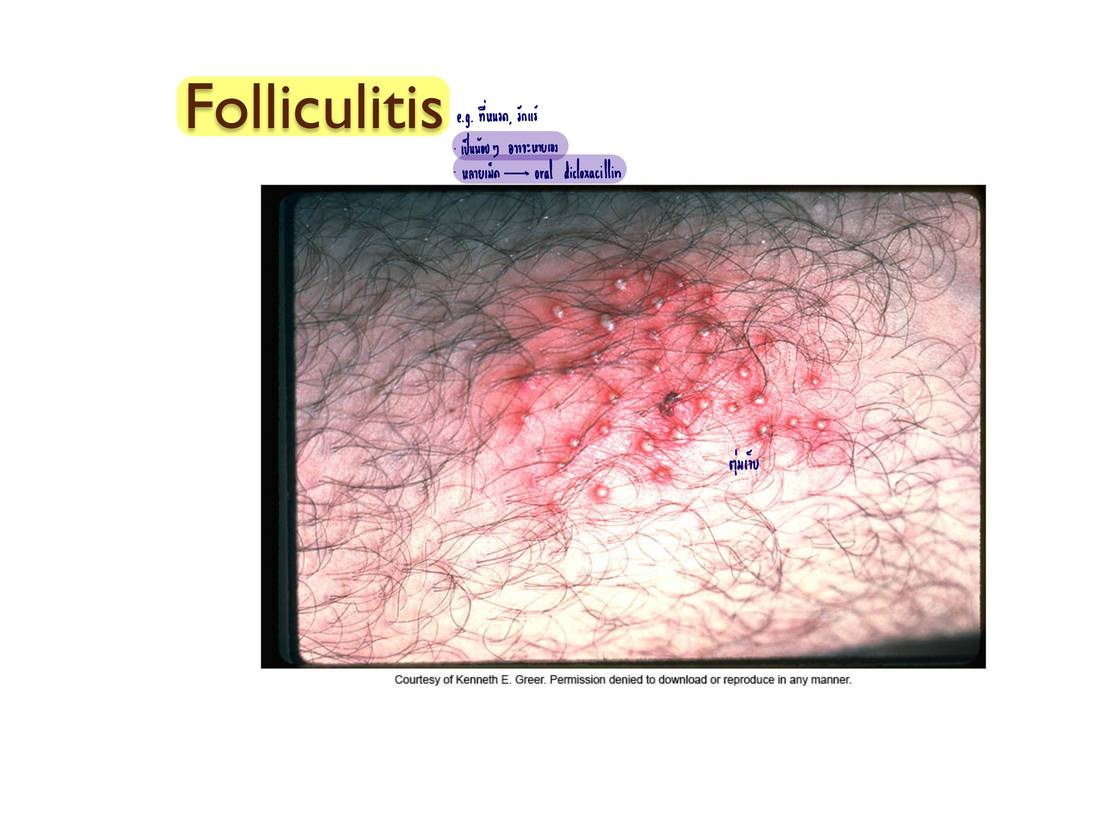 Folliculitis
e.g. ที่หนวด, รักแร้
· เป็นน้อยๆ อาจจะหายเอง
· หลายเม็ด → oral dicloxacillin
ตุ่มเจ็บ
Courtesy of Kenneth E. Greer. Permission denied to download or reproduce in any manner.